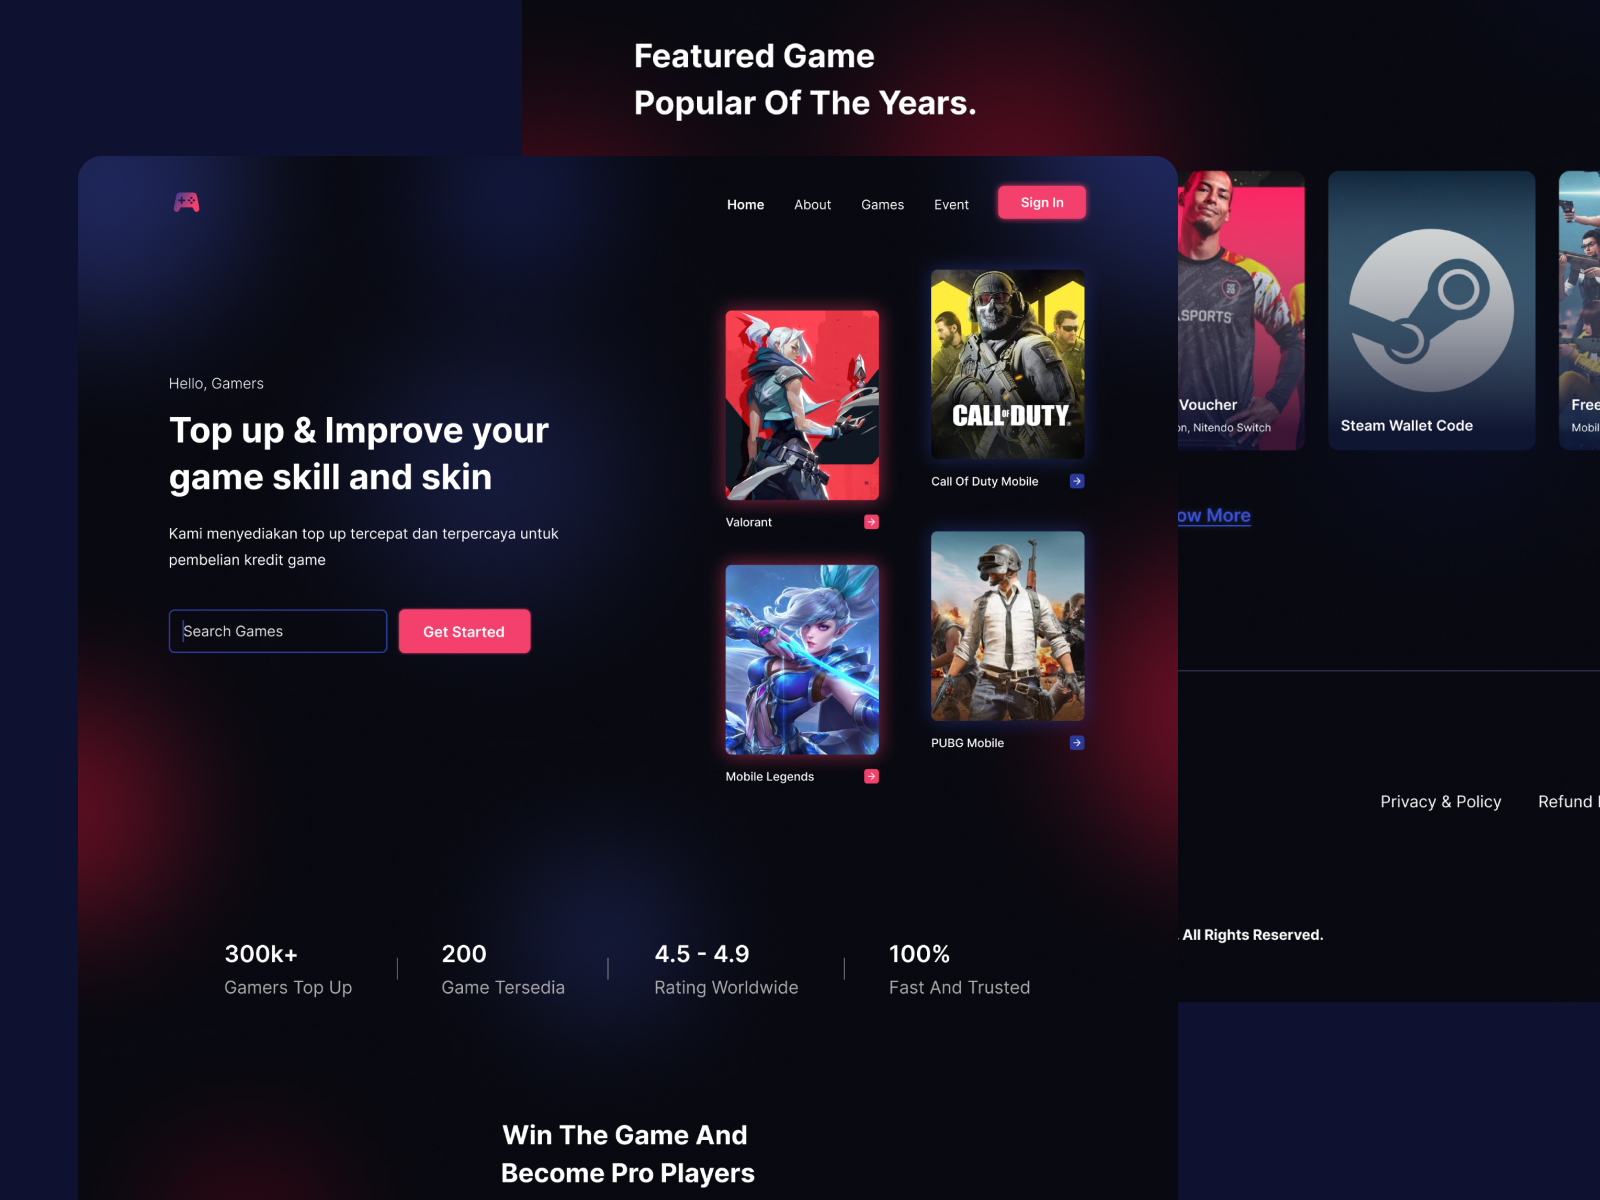 Featured Game
Popular Of The Years.
Home About Games Event Sign In
Hello, Gamers
Top up & Improve your
game skill and skin
Kami menyediakan top up tercepat dan terpercaya untuk
pembelian kredit game
Search Games Get Started
Valorant
CALL OF DUTY
Call Of Duty Mobile
Mobile Legends
PUBG Mobile
300k+
Gamers Top Up
200
Game Tersedia
4.5 - 4.9
Rating Worldwide
100%
Fast And Trusted
Win The Game And
Become Pro Players
SPORTS
Voucher
on, Nitendo Switch
Steam Wallet Code
Free
Mobil
ow More
Privacy & Policy Refund
. All Rights Reserved.